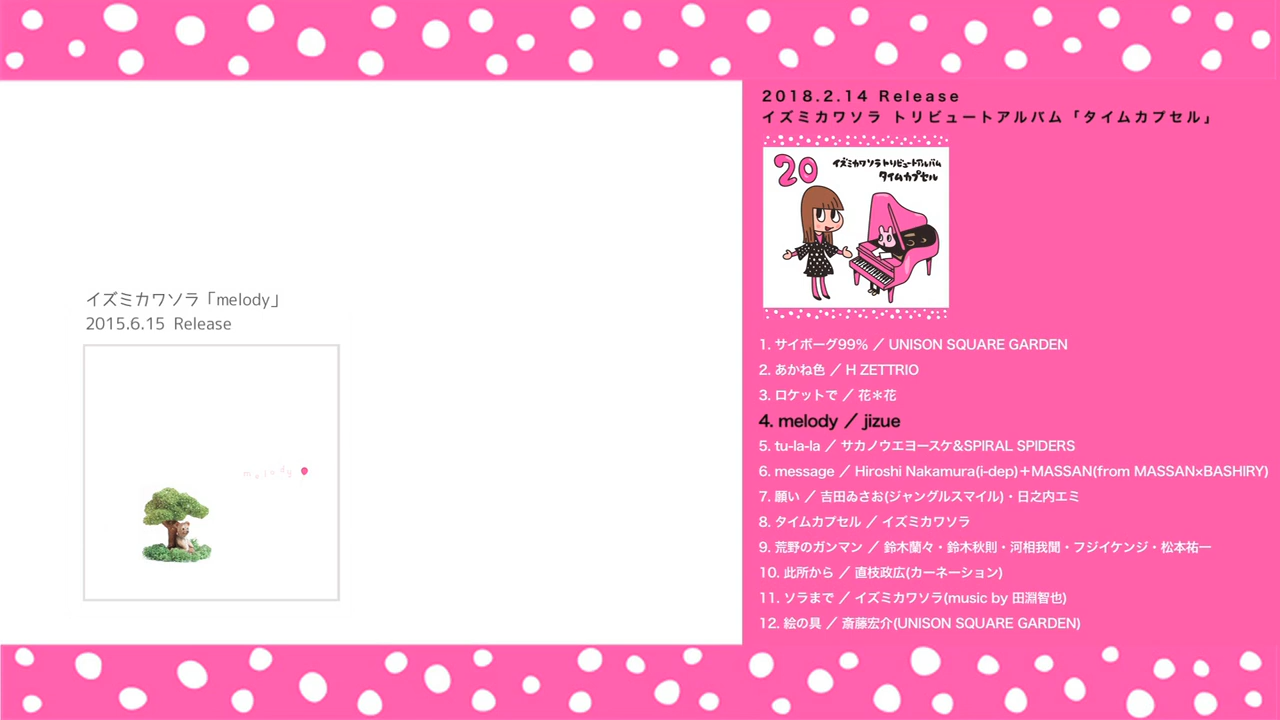 2018.2.14 Release
イズミカワソラ トリビュートアルバム「タイムカプセル」
20
イズミカワソラトリビュートアルバム
タイムカプセル
イズミカワソラ「melody」
2015.6.15 Release
melody
1. サイボーグ99% ／ UNISON SQUARE GARDEN
2. あかね色 ／ H ZETTRIO
3. ロケットで ／ 花＊花
4. melody ／ jizue
5. tu-la-la ／ サカノウエヨースケ&SPIRAL SPIDERS
6. message ／ Hiroshi Nakamura(i-dep)＋MASSAN(from MASSAN×BASHIRY)
7. 願い ／ 吉田ゐさお(ジャングルスマイル)・日之内エミ
8. タイムカプセル ／ イズミカワソラ
9. 荒野のガンマン ／ 鈴木蘭々・鈴木秋則・河相我聞・フジイケンジ・松本祐一
10. 此所から ／ 直枝政広(カーネーション)
11. ソラまで ／ イズミカワソラ(music by 田淵智也)
12. 絵の具 ／ 斎藤宏介(UNISON SQUARE GARDEN)